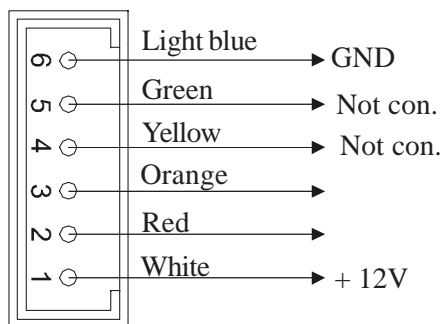 6 Light blue GND
5 Green Not con.
4 Yellow Not con.
3 Orange
2 Red
1 White + 12V